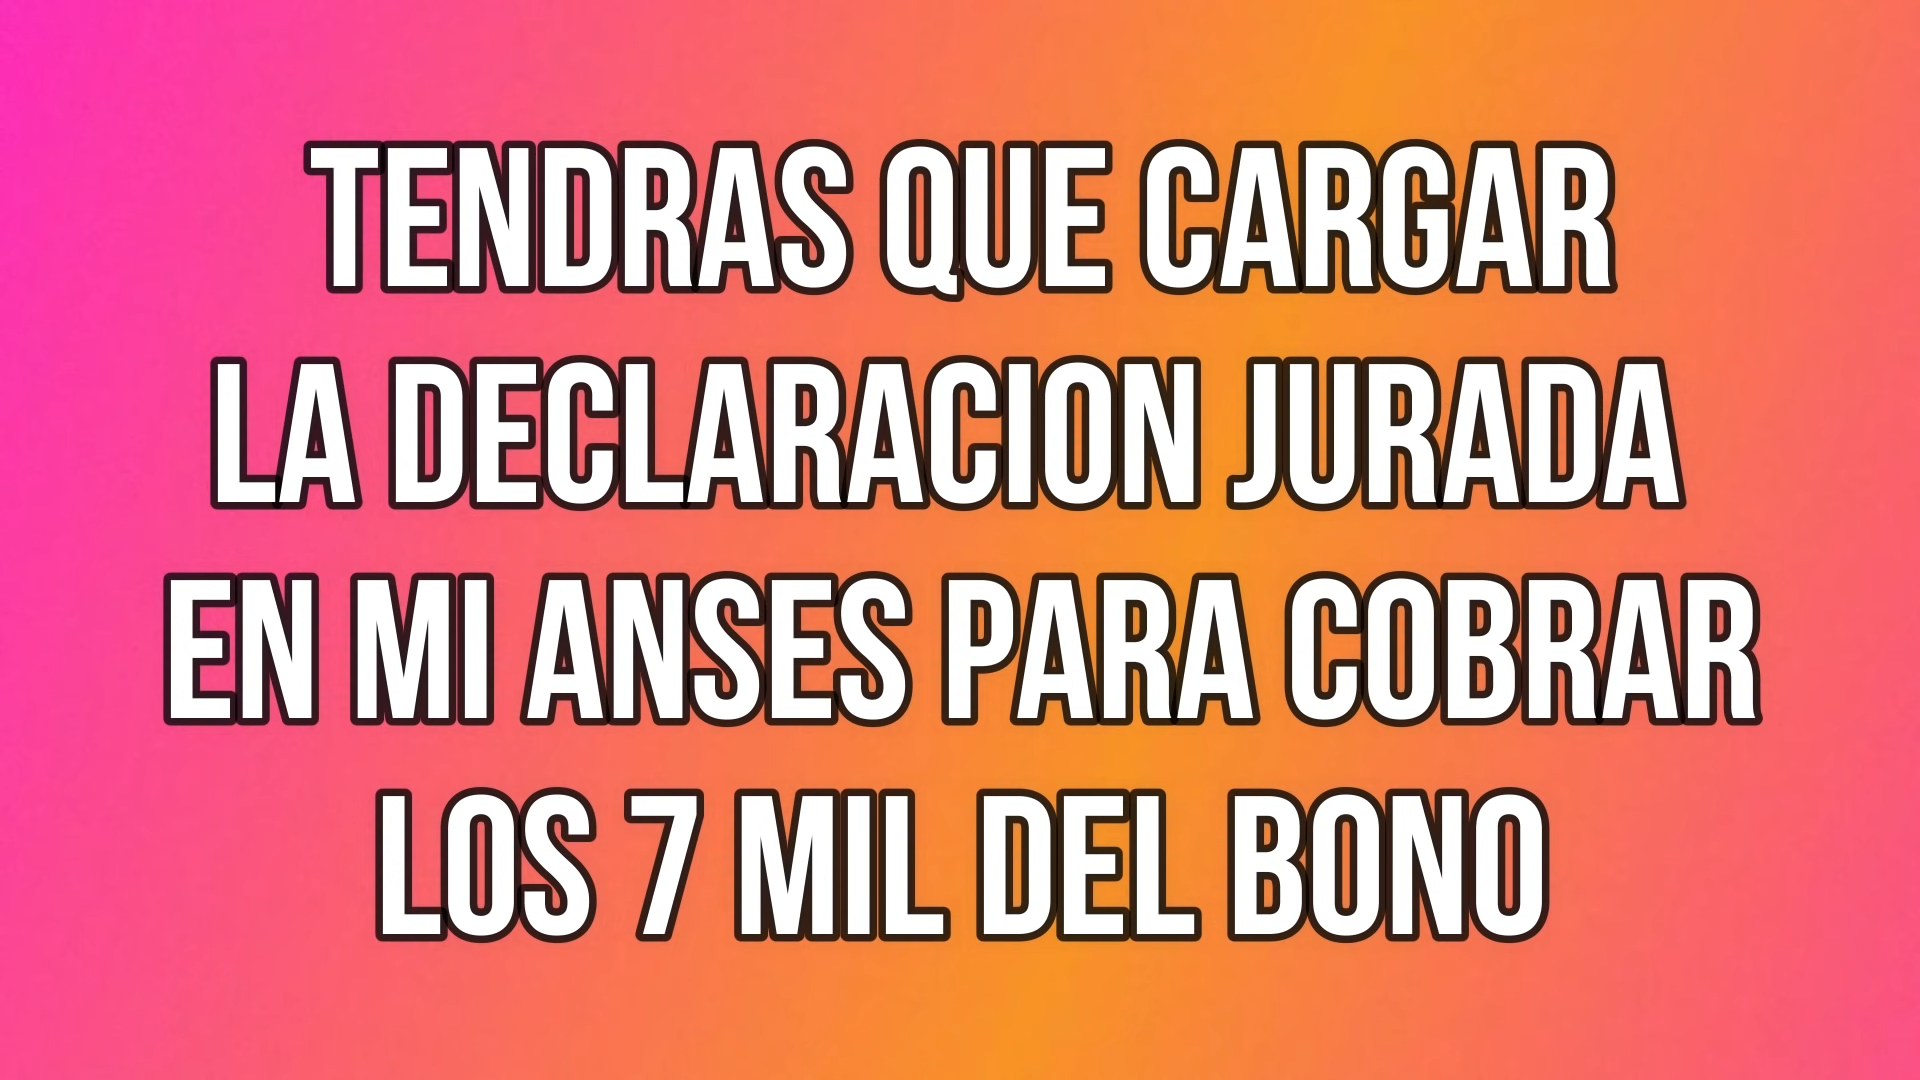 TENDRAS QUE CARGAR
LA DECLARACION JURADA
EN MI ANSES PARA COBRAR
LOS 7 MIL DEL BONO